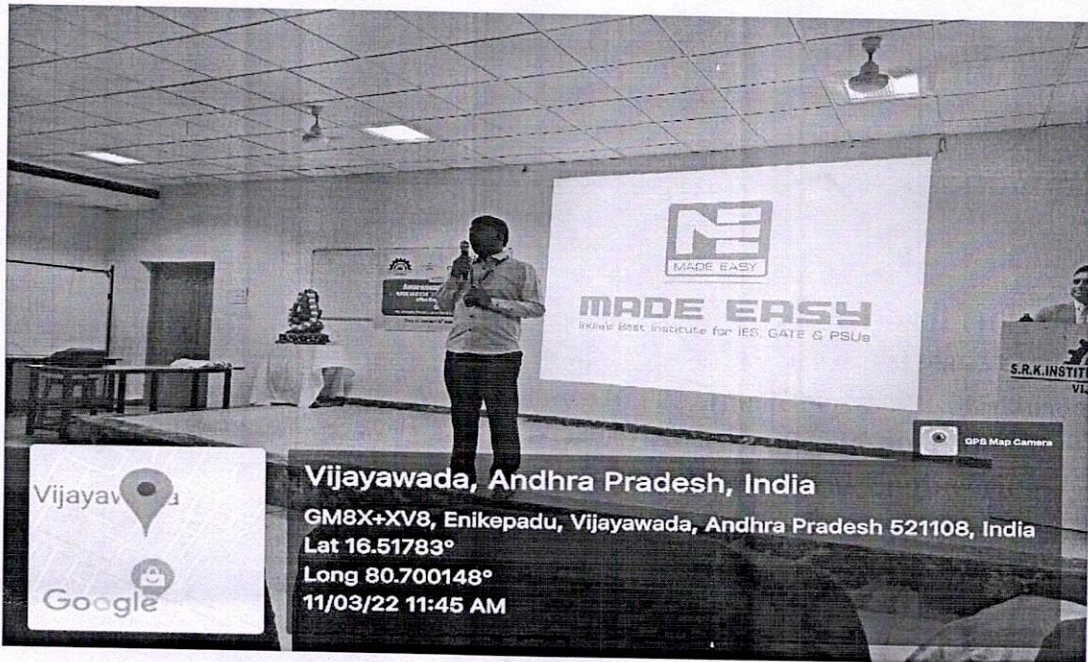 MADE EASY
MADE EASY
India's Best Institute for IES, GATE & PSUs
S.R.K.INSTIT
GPS Map Camera
Vijayawada, Andhra Pradesh, India
GM8X+XV8, Enikepadu, Vijayawada, Andhra Pradesh 521108, India
Lat 16.51783°
Long 80.700148°
11/03/22 11:45 AM
Google